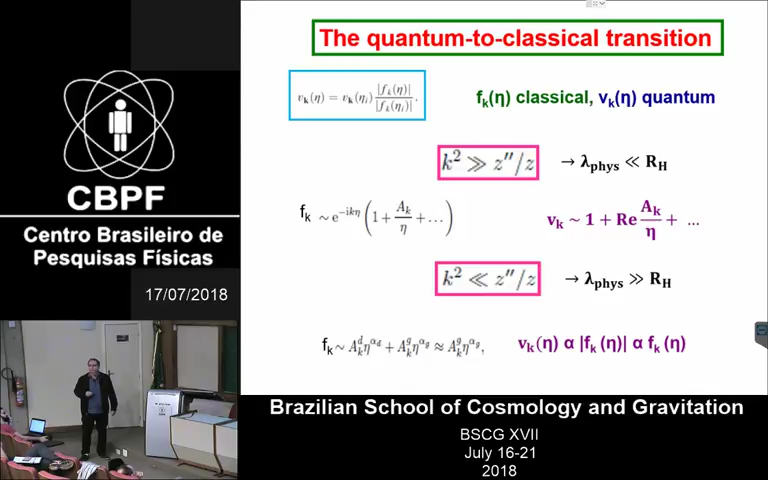 The quantum-to-classical transition
v_k(η) = v_k(η_i) |f_k(η)| / |f_k(η_i)|.
f_k(η) classical, v_k(η) quantum
k² ≫ z''/z → λ_phys ≪ R_H
f_k ~ e^{-ikη} (1 + A_k/η + ...)
v_k ~ 1 + Re A_k/η + ...
k² ≪ z''/z → λ_phys ≫ R_H
f_k ~ A_k^d η^{α_d} + A_k^g η^{α_g} ≈ A_k^g η^{α_g},
v_k(η) α |f_k(η)| α f_k(η)
CBPF
Centro Brasileiro de
Pesquisas Físicas
17/07/2018
Brazilian School of Cosmology and Gravitation
BSCG XVII
July 16-21
2018